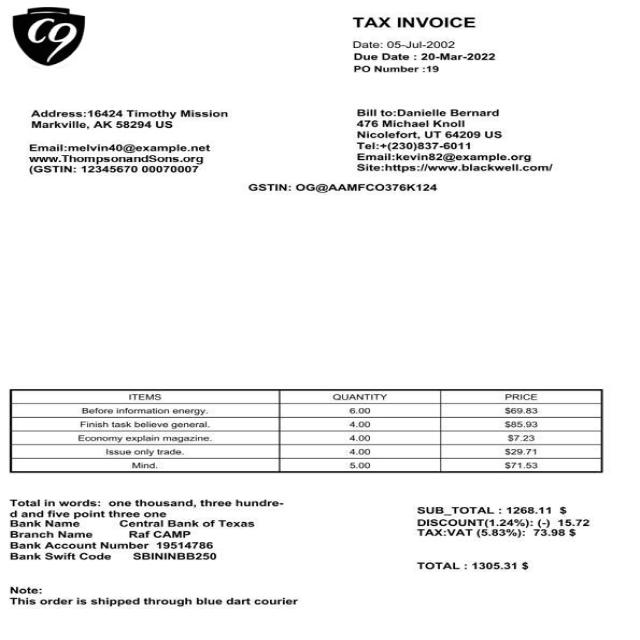 C9
TAX INVOICE
Date: 05-Jul-2002
Due Date : 20-Mar-2022
PO Number :19
Address:16424 Timothy Mission
Markville, AK 58294 US
Email:melvin40@example.net
www.ThompsonandSons.org
(GSTIN: 12345670 00070007
Bill to:Danielle Bernard
476 Michael Knoll
Nicolefort, UT 64209 US
Tel:+(230)837-6011
Email:kevin82@example.org
Site:https://www.blackwell.com/
GSTIN: OG@AAMFCO376K124
ITEMS QUANTITY PRICE
Before information energy. 6.00 $69.83
Finish task believe general. 4.00 $85.93
Economy explain magazine. 4.00 $7.23
Issue only trade. 4.00 $29.71
Mind. 5.00 $71.53
Total in words: one thousand, three hundre-
d and five point three one
Bank Name Central Bank of Texas
Branch Name Raf CAMP
Bank Account Number 19514786
Bank Swift Code SBININBB250
SUB_TOTAL : 1268.11 $
DISCOUNT(1.24%): (-) 15.72
TAX:VAT (5.83%): 73.98 $
TOTAL : 1305.31 $
Note:
This order is shipped through blue dart courier